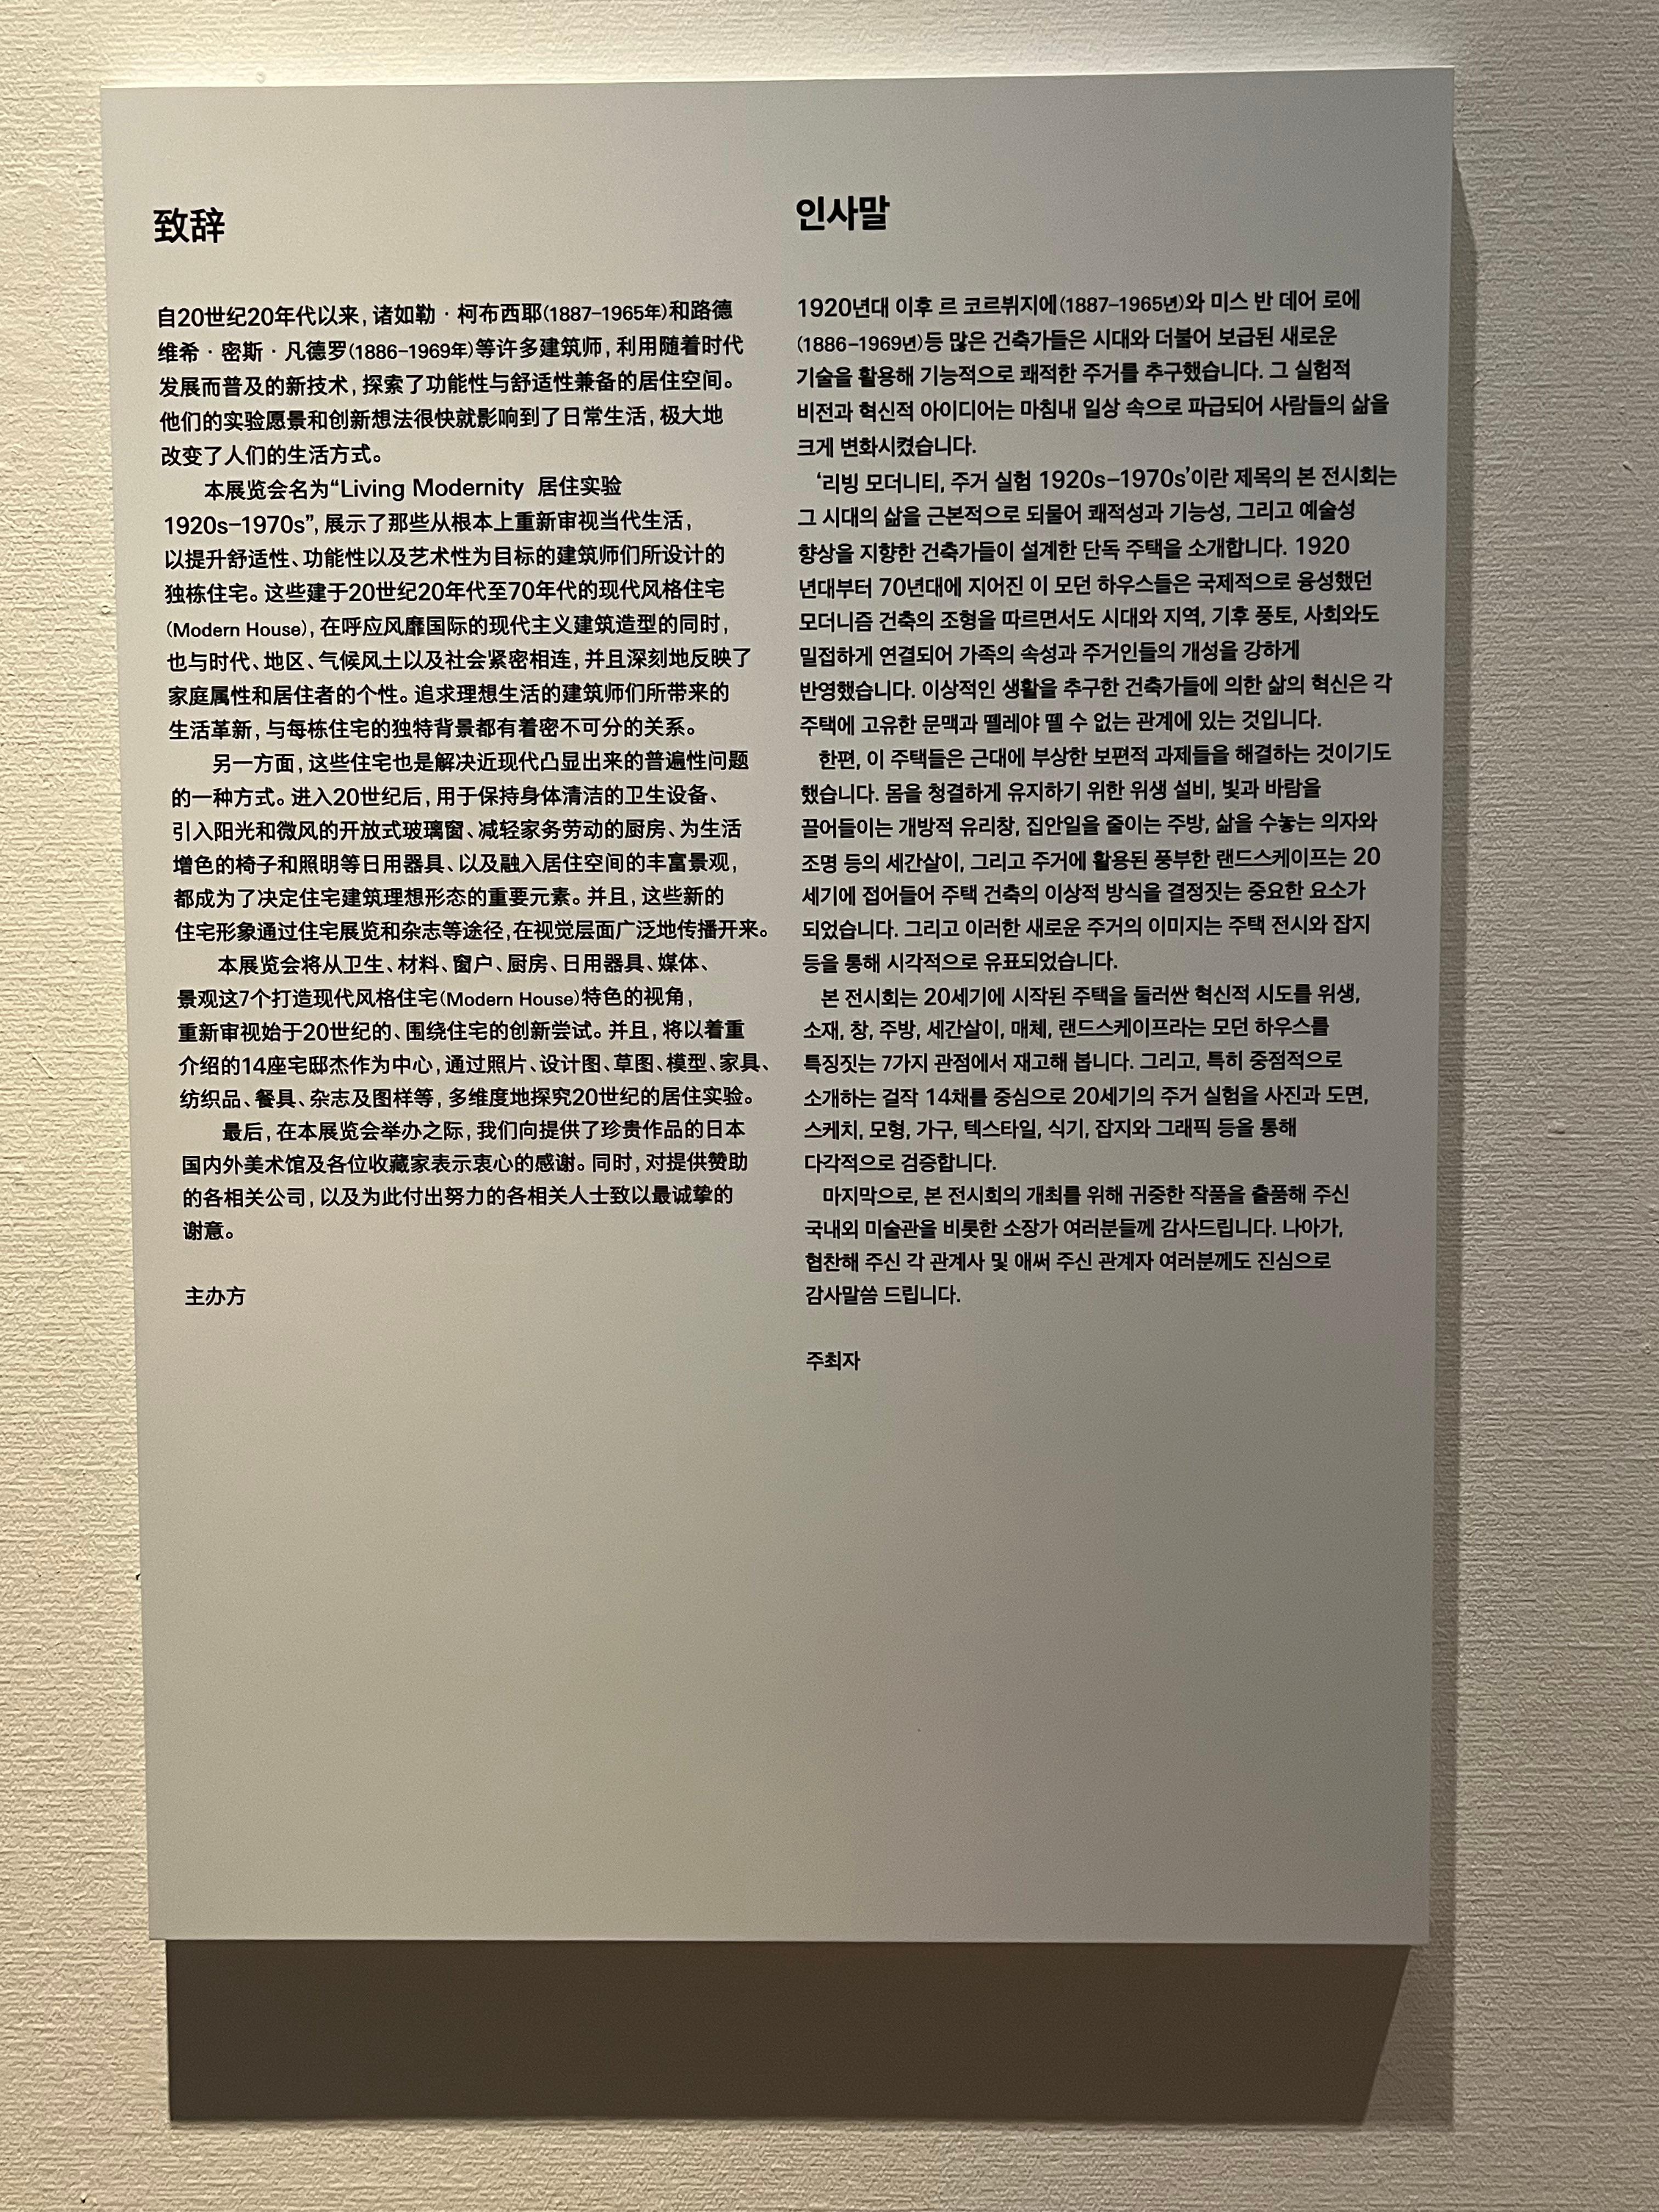 致辞
自20世纪20年代以来，诸如勒·柯布西耶(1887–1965年)和路德
维希·密斯·凡德罗(1886–1969年)等许多建筑师，利用随着时代
发展而普及的新技术，探索了功能性与舒适性兼备的居住空间。
他们的实验愿景和创新想法很快就影响到了日常生活，极大地
改变了人们的生活方式。
本展览会名为“Living Modernity 居住实验
1920s–1970s”，展示了那些从根本上重新审视当代生活，
以提升舒适性、功能性以及艺术性为目标的建筑师们所设计的
独栋住宅。这些建于20世纪20年代至70年代的现代风格住宅
(Modern House)，在呼应风靡国际的现代主义建筑造型的同时，
也与时代、地区、气候风土以及社会紧密相连，并且深刻地反映了
家庭属性和居住者的个性。追求理想生活的建筑师们所带来的
生活革新，与每栋住宅的独特背景都有着密不可分的关系。
另一方面，这些住宅也是解决近现代凸显出来的普遍性问题
的一种方式。进入20世纪后，用于保持身体清洁的卫生设备、
引入阳光和微风的开放式玻璃窗、减轻家务劳动的厨房、为生活
增色的椅子和照明等日用器具、以及融入居住空间的丰富景观，
都成为了决定住宅建筑理想形态的重要元素。并且，这些新的
住宅形象通过住宅展览和杂志等途径，在视觉层面广泛地传播开来。
本展览会将从卫生、材料、窗户、厨房、日用器具、媒体、
景观这7个打造现代风格住宅(Modern House)特色的视角，
重新审视始于20世纪的、围绕住宅的创新尝试。并且，将以着重
介绍的14座宅邸杰作为中心，通过照片、设计图、草图、模型、家具、
纺织品、餐具、杂志及图样等，多维度地探究20世纪的居住实验。
最后，在本展览会举办之际，我们向提供了珍贵作品的日本
国内外美术馆及各位收藏家表示衷心的感谢。同时，对提供赞助
的各相关公司，以及为此付出努力的各相关人士致以最诚挚的
谢意。
主办方
인사말
1920년대 이후 르 코르뷔지에(1887–1965년)와 미스 반 데어 로에
(1886–1969년)등 많은 건축가들은 시대와 더불어 보급된 새로운
기술을 활용해 기능적으로 쾌적한 주거를 추구했습니다. 그 실험적
비전과 혁신적 아이디어는 마침내 일상 속으로 파급되어 사람들의 삶을
크게 변화시켰습니다.
‘리빙 모더니티, 주거 실험 1920s–1970s’이란 제목의 본 전시회는
그 시대의 삶을 근본적으로 되물어 쾌적성과 기능성, 그리고 예술성
향상을 지향한 건축가들이 설계한 단독 주택을 소개합니다. 1920
년대부터 70년대에 지어진 이 모던 하우스들은 국제적으로 융성했던
모더니즘 건축의 조형을 따르면서도 시대와 지역, 기후 풍토, 사회와도
밀접하게 연결되어 가족의 속성과 주거인들의 개성을 강하게
반영했습니다. 이상적인 생활을 추구한 건축가들에 의한 삶의 혁신은 각
주택에 고유한 문맥과 뗄레야 뗄 수 없는 관계에 있는 것입니다.
한편, 이 주택들은 근대에 부상한 보편적 과제들을 해결하는 것이기도
했습니다. 몸을 청결하게 유지하기 위한 위생 설비, 빛과 바람을
끌어들이는 개방적 유리창, 집안일을 줄이는 주방, 삶을 수놓는 의자와
조명 등의 세간살이, 그리고 주거에 활용된 풍부한 랜드스케이프는 20
세기에 접어들어 주택 건축의 이상적 방식을 결정짓는 중요한 요소가
되었습니다. 그리고 이러한 새로운 주거의 이미지는 주택 전시와 잡지
등을 통해 시각적으로 유표되었습니다.
본 전시회는 20세기에 시작된 주택을 둘러싼 혁신적 시도를 위생,
소재, 창, 주방, 세간살이, 매체, 랜드스케이프라는 모던 하우스를
특징짓는 7가지 관점에서 재고해 봅니다. 그리고, 특히 중점적으로
소개하는 걸작 14채를 중심으로 20세기의 주거 실험을 사진과 도면,
스케치, 모형, 가구, 텍스타일, 식기, 잡지와 그래픽 등을 통해
다각적으로 검증합니다.
마지막으로, 본 전시회의 개최를 위해 귀중한 작품을 출품해 주신
국내외 미술관을 비롯한 소장가 여러분들께 감사드립니다. 나아가,
협찬해 주신 각 관계사 및 애써 주신 관계자 여러분께도 진심으로
감사말씀 드립니다.
주최자